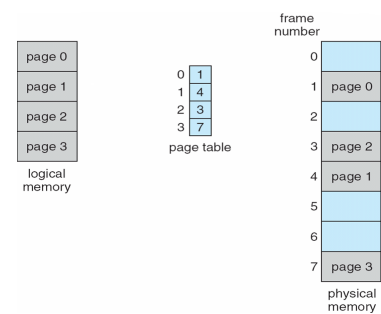 frame
number
page 0
page 1
page 2
page 3
logical
memory
0 1
1 4
2 3
3 7
page table
0
1 page 0
2
3 page 2
4 page 1
5
6
7 page 3
physical
memory